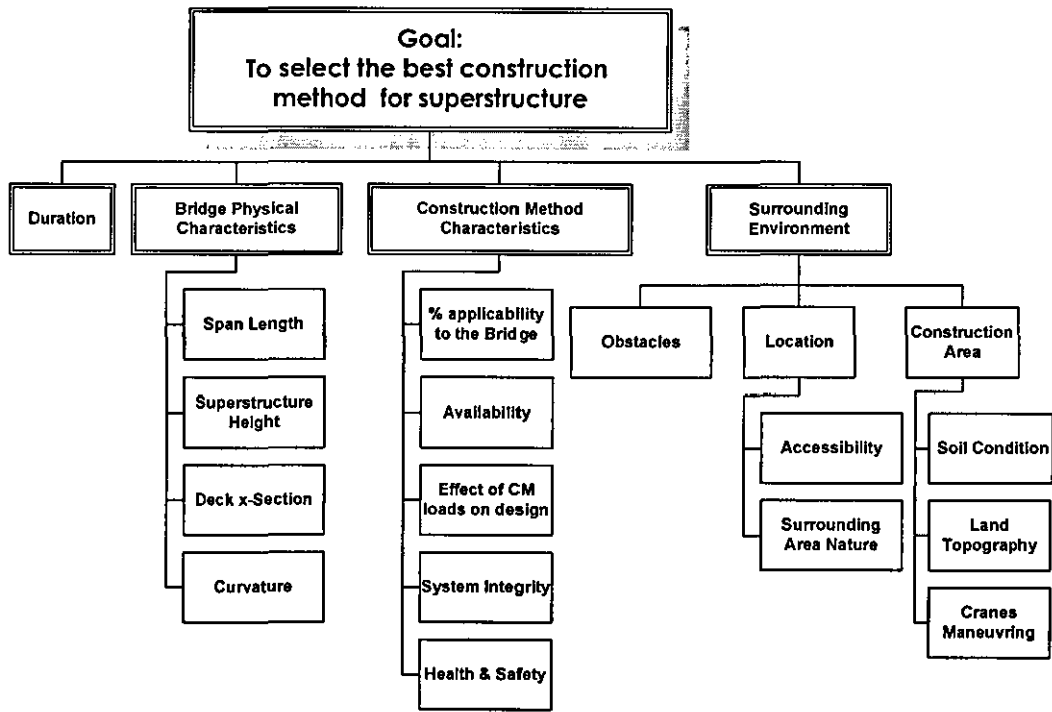 Goal:
To select the best construction
method for superstructure
Duration
Bridge Physical
Characteristics
Construction Method
Characteristics
Surrounding
Environment
Span Length
Superstructure
Height
Deck x-Section
Curvature
% applicability
to the Bridge
Availability
Effect of CM
loads on design
System Integrity
Health & Safety
Obstacles
Location
Construction
Area
Accessibility
Surrounding
Area Nature
Soil Condition
Land
Topography
Cranes
Maneuvring